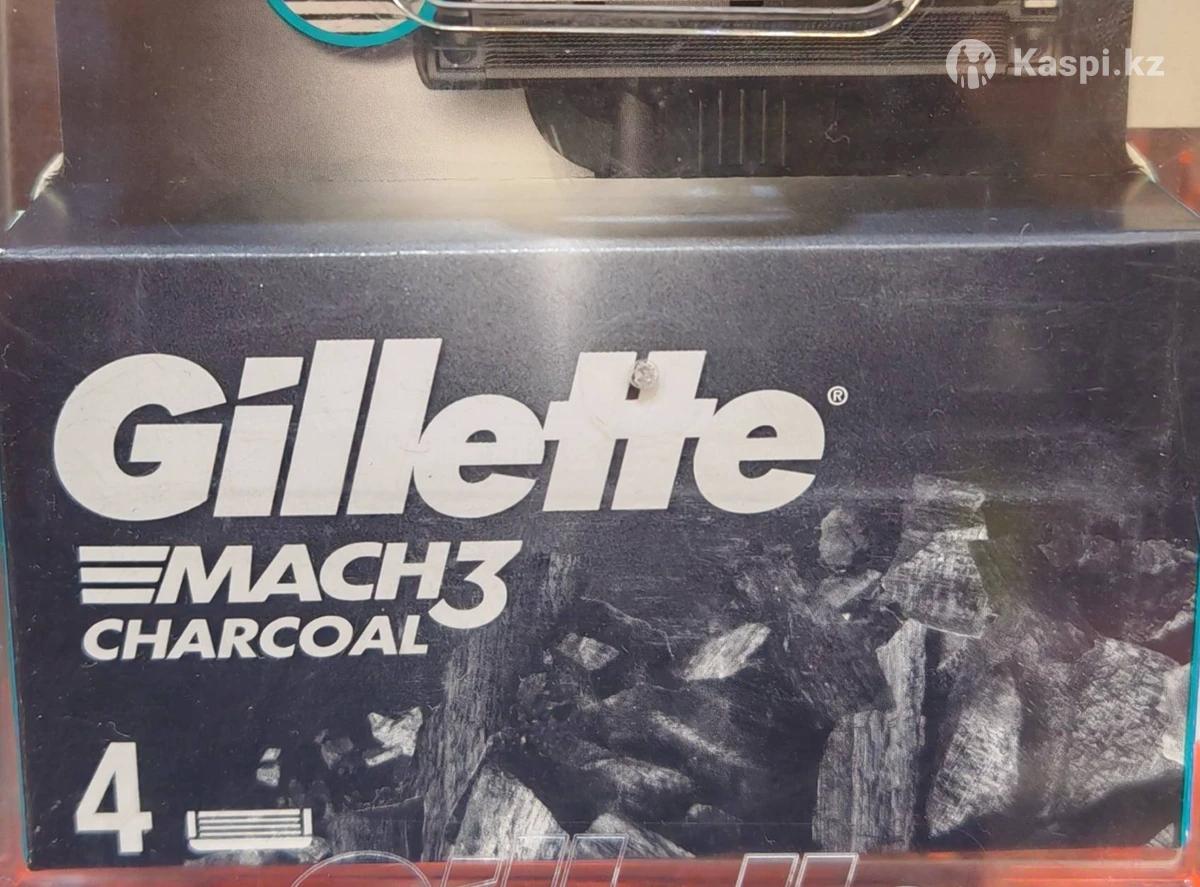 Kaspi.kz
Gillette®
MACH3
CHARCOAL
4